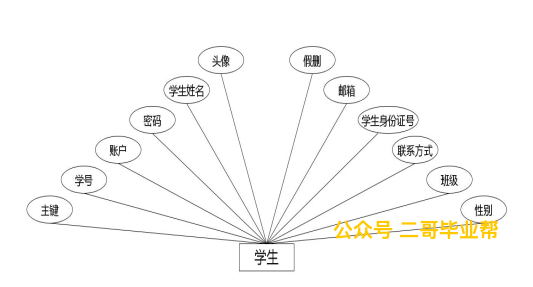 头像
假删
学生姓名
邮箱
密码
学生身份证号
账户
联系方式
学号
班级
主键
性别
公众号 二哥毕业帮
学生